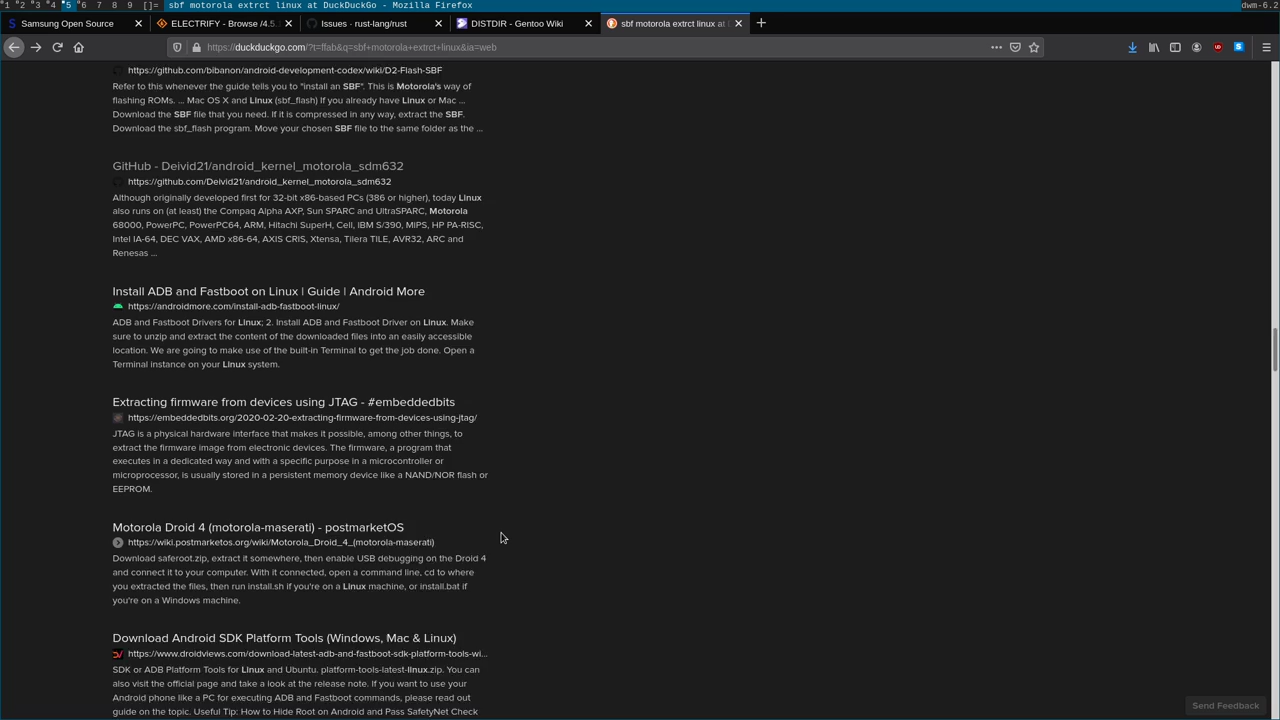 1 2 3 4 5 6 7 8 9 []= sbf motorola extrct linux at DuckDuckGo - Mozilla Firefox dwm-6.2
Samsung Open Source ELECTRIFY - Browse /4.5. Issues · rust-lang/rust DISTDIR - Gentoo Wiki sbf motorola extrct linux at
https://duckduckgo.com/?t=ffab&q=sbf+motorola+extrct+linux&ia=web
https://github.com/bibanon/android-development-codex/wiki/D2-Flash-SBF
Refer to this whenever the guide tells you to "install an SBF". This is Motorola's way of
flashing ROMs. ... Mac OS X and Linux (sbf_flash) If you already have Linux or Mac ...
Download the SBF file that you need. If it is compressed in any way, extract the SBF.
Download the sbf_flash program. Move your chosen SBF file to the same folder as the ...
GitHub - Deivid21/android_kernel_motorola_sdm632
https://github.com/Deivid21/android_kernel_motorola_sdm632
Although originally developed first for 32-bit x86-based PCs (386 or higher), today Linux
also runs on (at least) the Compaq Alpha AXP, Sun SPARC and UltraSPARC, Motorola
68000, PowerPC, PowerPC64, ARM, Hitachi SuperH, Cell, IBM S/390, MIPS, HP PA-RISC,
Intel IA-64, DEC VAX, AMD x86-64, AXIS CRIS, Xtensa, Tilera TILE, AVR32, ARC and
Renesas ...
Install ADB and Fastboot on Linux | Guide | Android More
https://androidmore.com/install-adb-fastboot-linux/
ADB and Fastboot Drivers for Linux; 2. Install ADB and Fastboot Driver on Linux. Make
sure to unzip and extract the content of the downloaded files into an easily accessible
location. We are going to make use of the built-in Terminal to get the job done. Open a
Terminal instance on your Linux system.
Extracting firmware from devices using JTAG - #embeddedbits
https://embeddedbits.org/2020-02-20-extracting-firmware-from-devices-using-jtag/
JTAG is a physical hardware interface that makes it possible, among other things, to
extract the firmware image from electronic devices. The firmware, a program that
executes in a dedicated way and with a specific purpose in a microcontroller or
microprocessor, is usually stored in a persistent memory device like a NAND/NOR flash or
EEPROM.
Motorola Droid 4 (motorola-maserati) - postmarketOS
https://wiki.postmarketos.org/wiki/Motorola_Droid_4_(motorola-maserati)
Download saferoot.zip, extract it somewhere, then enable USB debugging on the Droid 4
and connect it to your computer. With it connected, open a command line, cd to where
you extracted the files, then run install.sh if you're on a Linux machine, or install.bat if
you're on a Windows machine.
Download Android SDK Platform Tools (Windows, Mac & Linux)
https://www.droidviews.com/download-latest-adb-and-fastboot-sdk-platform-tools-wi...
SDK or ADB Platform Tools for Linux and Ubuntu. platform-tools-latest-linux.zip. You can
also visit the official page and take a look at the release note. If you want to use your
Android phone like a PC for executing ADB and Fastboot commands, please read out
guide on the topic. Useful Tip: How to Hide Root on Android and Pass SafetyNet Check
Send Feedback